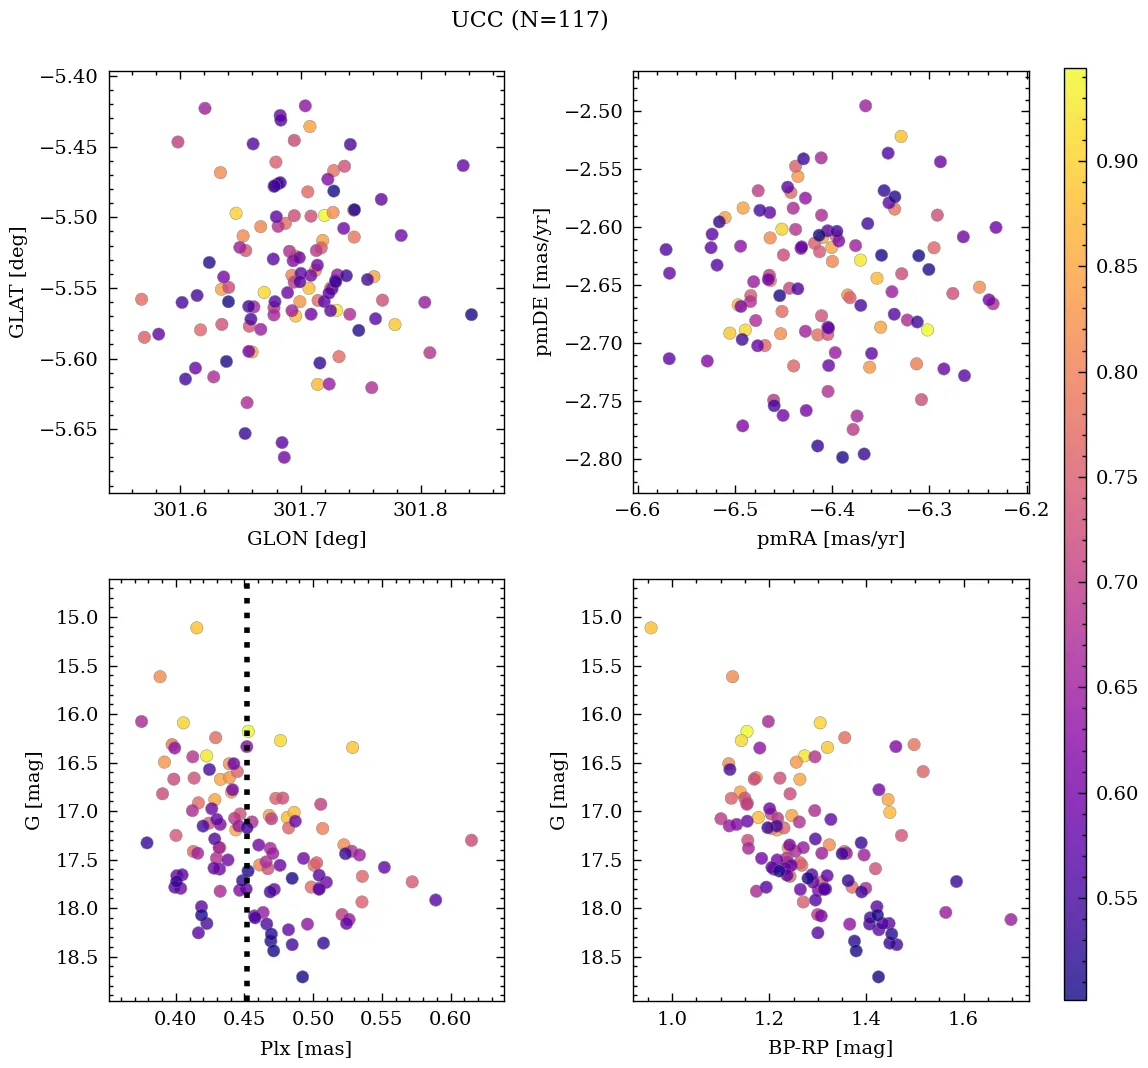 UCC (N=117)
−5.40
−5.45
−5.50
−5.55
−5.60
−5.65
GLAT [deg]
301.6 301.7 301.8
GLON [deg]
−2.50
−2.55
−2.60
−2.65
−2.70
−2.75
−2.80
pmDE [mas/yr]
−6.6 −6.5 −6.4 −6.3 −6.2
pmRA [mas/yr]
15.0
15.5
16.0
16.5
17.0
17.5
18.0
18.5
G [mag]
0.40 0.45 0.50 0.55 0.60
Plx [mas]
15.0
15.5
16.0
16.5
17.0
17.5
18.0
18.5
G [mag]
1.0 1.2 1.4 1.6
BP-RP [mag]
0.90
0.85
0.80
0.75
0.70
0.65
0.60
0.55